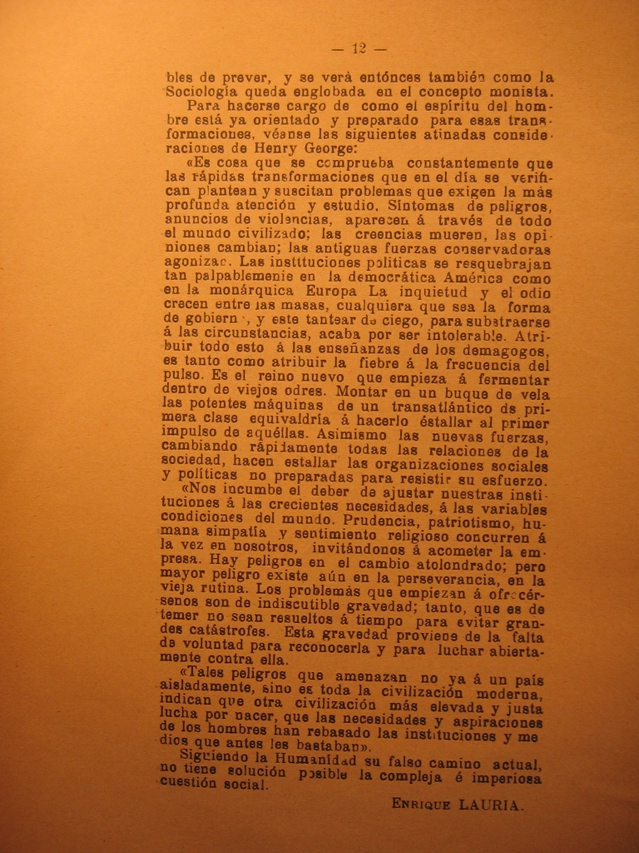 — 12 —
bles de prever, y se verá entónces también como la
Sociología queda englobada en el concepto monista.
Para hacerse cargo de como el espíritu del hom-
bre está ya orientado y preparado para esas trans-
formaciones, véanse las siguientes atinadas conside-
raciones de Henry George:
«Es cosa que se comprueba constantemente que
las rápidas transformaciones que en el día se verifi-
can plantean y suscitan problemas que exigen la más
profunda atención y estudio. Síntomas de peligros,
anuncios de violencias, aparecen á través de todo
el mundo civilizado; las creencias mueren, las opi-
niones cambian; las antiguas fuerzas conservadoras
agonizac. Las instttuciones políticas se resquebrajan
tan palpablemenie en la democrática América como
en la monárquica Europa La inquietud y el odio
crecen entre las masas, cualquiera que sea la forma
de gobiern, y este tantear de ciego, para substraerse
á las circunstancias, acaba por ser intolerable. Atri-
buir todo esto á las enseñanzas de los demagogos,
es tanto como atribuir la fiebre á la frecuencia del
pulso. Es el reino nuevo que empieza á fermentar
dentro de viejos odres. Montar en un buque de vela
las potentes máquinas de un transatlántico de pri-
mera clase equivaldría á hacerlo éstallar al primer
impulso de aquéllas. Asimismo las nuevas fuerzas,
cambiando rápidamente todas las relaciones de la
sociedad, hacen estallar las organizaciones sociales
y políticas no preparadas para resistir su esfuerzo.
«Nos incumbe el deber de ajustar nuestras insti-
tuciones á las crecientes necesidades, á las variables
condiciones del mundo. Prudencia, patriotismo, hu-
mana simpatía y sentimiento religioso concurren á
la vez en nosotros, invitándonos á acometer la em-
presa. Hay peligros en el cambio atolondrado; pero
mayor peligro existe aún en la perseverancia, en la
vieja rutina. Los problemas que empiezan á ofrecér-
senos son de indiscutible gravedad; tanto, que es de
temer no sean resueltos á tiempo para evitar gran-
des catástrofes. Esta gravedad proviene de la falta
de voluntad para reconocerla y para luchar abierta-
mente contra ella.
«Tales peligros que amenazan no ya á un país
aisladamente, sino es toda la civilización moderna,
indican que otra civilización más elevada y justa
lucha por nacer, que las necesidades y aspiraciones
de los hombres han rebasado las instituciones y me
dios que antes les bastaban».
Siguiendo la Humanidad su falso camino actual,
no tiene solución posible la compleja é imperiosa
cuestión social.
ENRIQUE LAURIA.